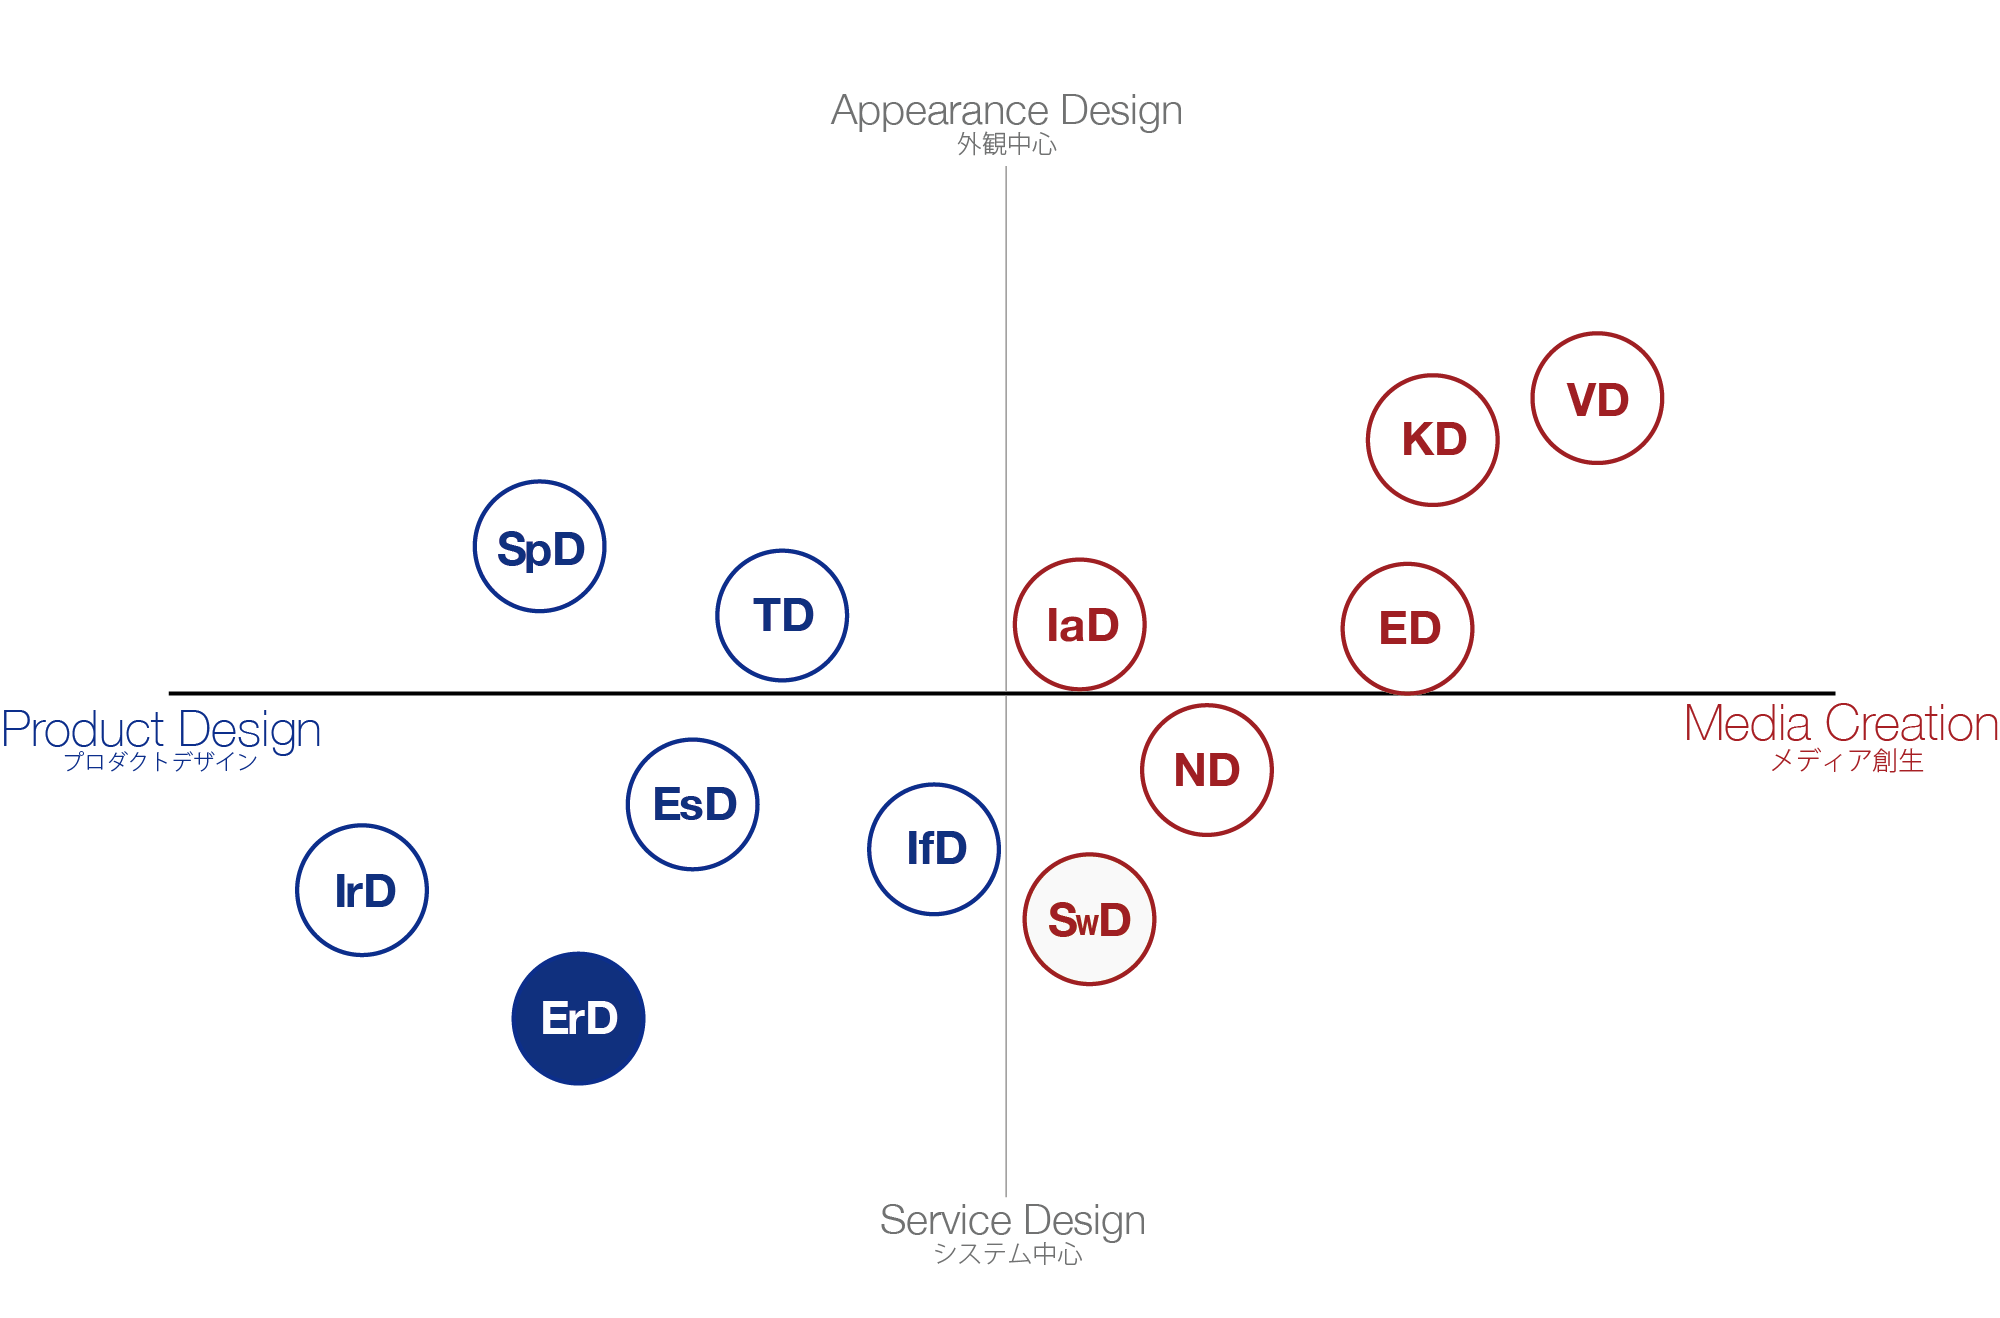 Appearance Design
外観中心
VD
KD
SpD
TD
IaD
ED
Product Design
プロダクトデザイン
Media Creation
メディア創生
ND
EsD
IfD
IrD
SwD
ErD
Service Design
システム中心